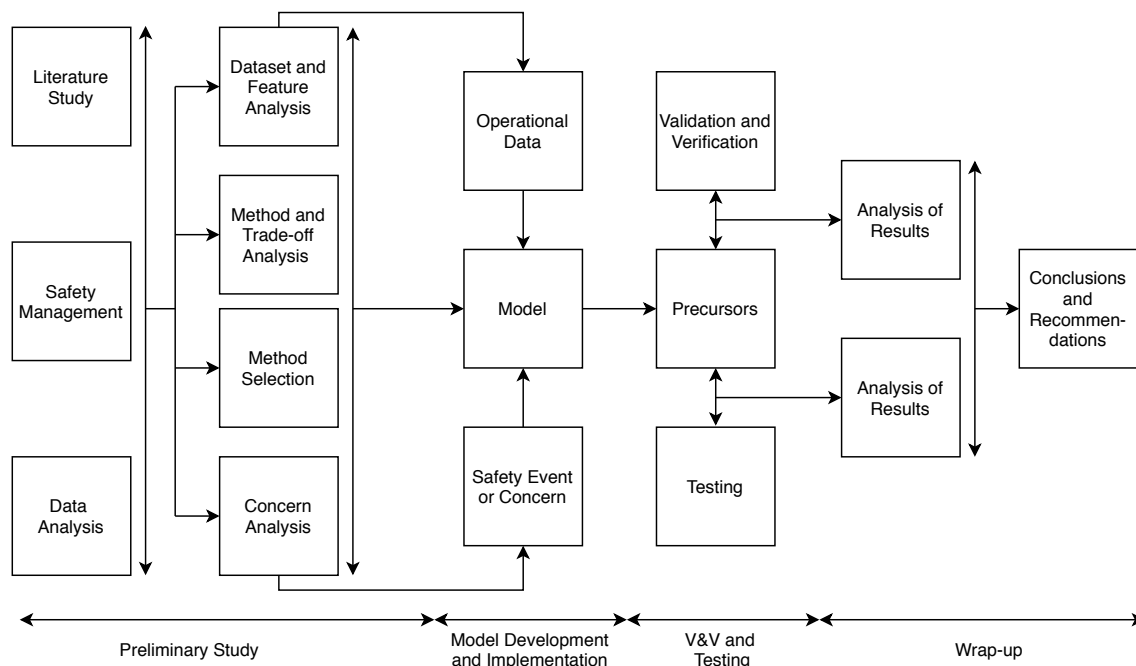 Literature
Study
Safety
Management
Data
Analysis
Dataset and
Feature
Analysis
Method and
Trade-off
Analysis
Method
Selection
Concern
Analysis
Operational
Data
Model
Safety Event
or Concern
Validation and
Verification
Precursors
Testing
Analysis of
Results
Analysis of
Results
Conclusions
and
Recommen-
dations
Preliminary Study
Model Development
and Implementation
V&V and
Testing
Wrap-up